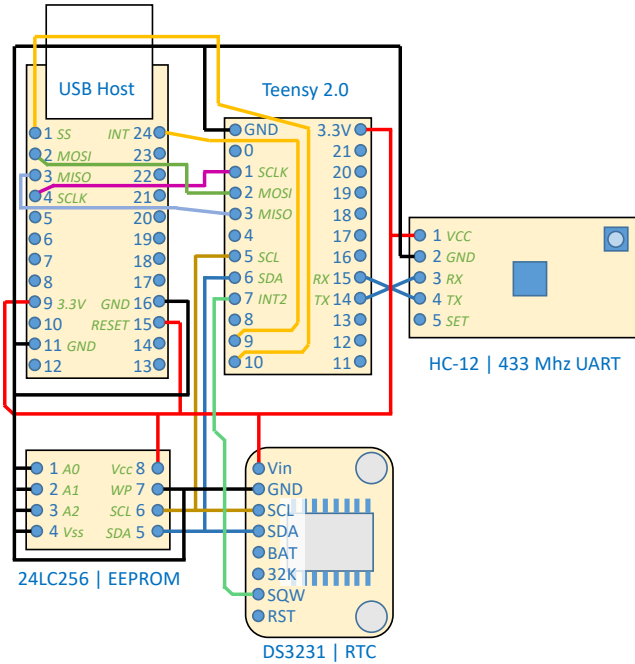 USB Host
1 SS INT 24
2 MOSI 23
3 MISO 22
4 SCLK 21
5 20
6 19
7 18
8 17
9 3.3V GND 16
10 RESET 15
11 GND 14
12 13
Teensy 2.0
GND 3.3V
0 21
1 SCLK 20
2 MOSI 19
3 MISO 18
4 17
5 SCL 16
6 SDA RX 15
7 INT2 TX 14
8 13
9 12
10 11
1 VCC
2 GND
3 RX
4 TX
5 SET
HC-12 | 433 Mhz UART
1 A0 Vcc 8
2 A1 WP 7
3 A2 SCL 6
4 Vss SDA 5
24LC256 | EEPROM
Vin
GND
SCL
SDA
BAT
32K
SQW
RST
DS3231 | RTC